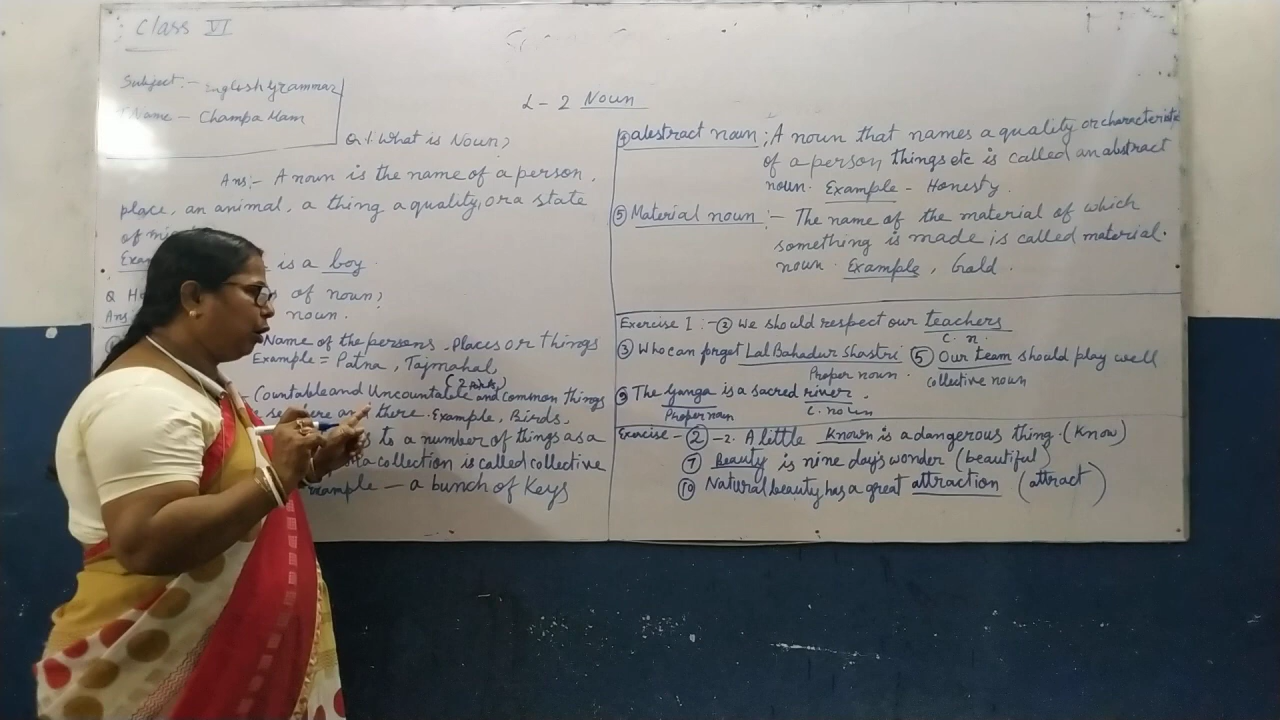 Class VI
Subject:- English Grammar
Name - Champa Mam
L-2 Noun
Q.1 What is Noun?
Ans:- A noun is the name of a person,
place, an animal, a thing a quality, or a state
of
is a boy.
Q of noun?
Ans noun.
Name of the persons, Places or things
Example = Patna, Tajmahal,
Countable and Uncountable and common things
there. Example, Birds,
to a number of things as a
collection is called collective
Example - a bunch of Keys
④ abstract noun; A noun that names a quality or characteristic
of a person, things etc is called an abstract
noun. Example - Honesty.
⑤ Material noun:- The name of the material of which
something is made is called material.
noun. Example, Gald.
Exercise I:- ② We should respect our teachers
C. n.
③ Who can forget Lal Bahadur Shastri ⑤ Our team should play well
Proper noun. collective noun
⑨ The Ganga is a sacred river.
Proper noun C. noun
Exercise - ② -2. A little known is a dangerous thing. (Know)
⑦ Beauty is nine day's wonder (beautiful)
⑩ Natural beauty has a great attraction (attract)